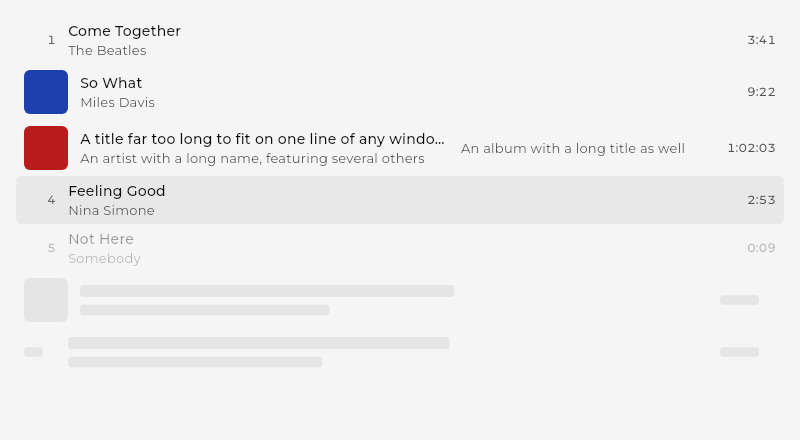 1 Come Together 3:41
The Beatles
So What 9:22
Miles Davis
A title far too long to fit on one line of any windo...
An artist with a long name, featuring several others
An album with a long title as well 1:02:03
4 Feeling Good 2:53
Nina Simone
5 Not Here 0:09
Somebody